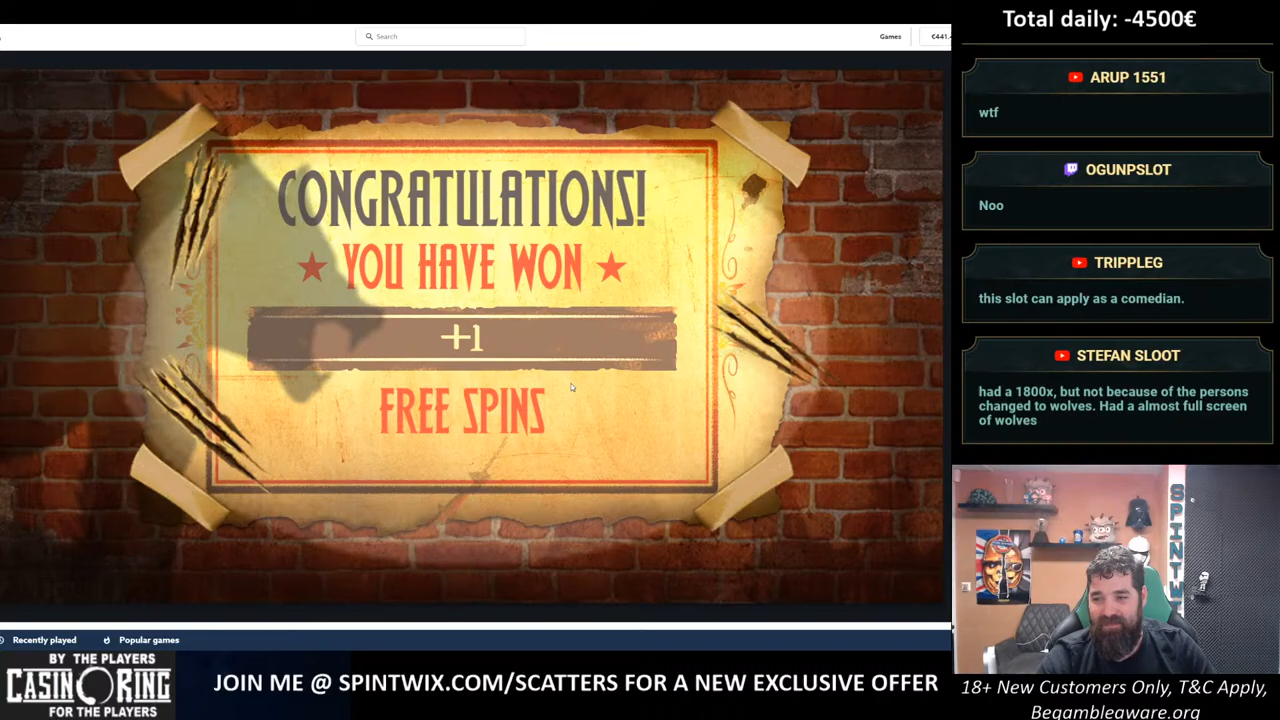 Search
Games
€441.
CONGRATULATIONS!
YOU HAVE WON
+1
FREE SPINS
Recently played
Popular games
BY THE PLAYERS
CASINORING
FOR THE PLAYERS
JOIN ME @ SPINTWIX.COM/SCATTERS FOR A NEW EXCLUSIVE OFFER
Total daily: -4500€
ARUP 1551
wtf
OGUNPSLOT
Noo
TRIPPLEG
this slot can apply as a comedian.
STEFAN SLOOT
had a 1800x, but not because of the persons
changed to wolves. Had a almost full screen
of wolves
SPINTW
18+ New Customers Only, T&C Apply,
Begambleaware.org